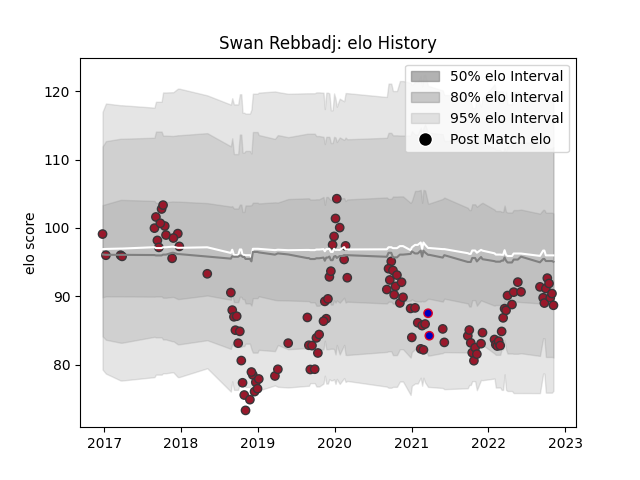 Swan Rebbadj: elo History
50% elo Interval
80% elo Interval
95% elo Interval
Post Match elo
elo score
120
110
100
90
80
2017 2018 2019 2020 2021 2022 2023